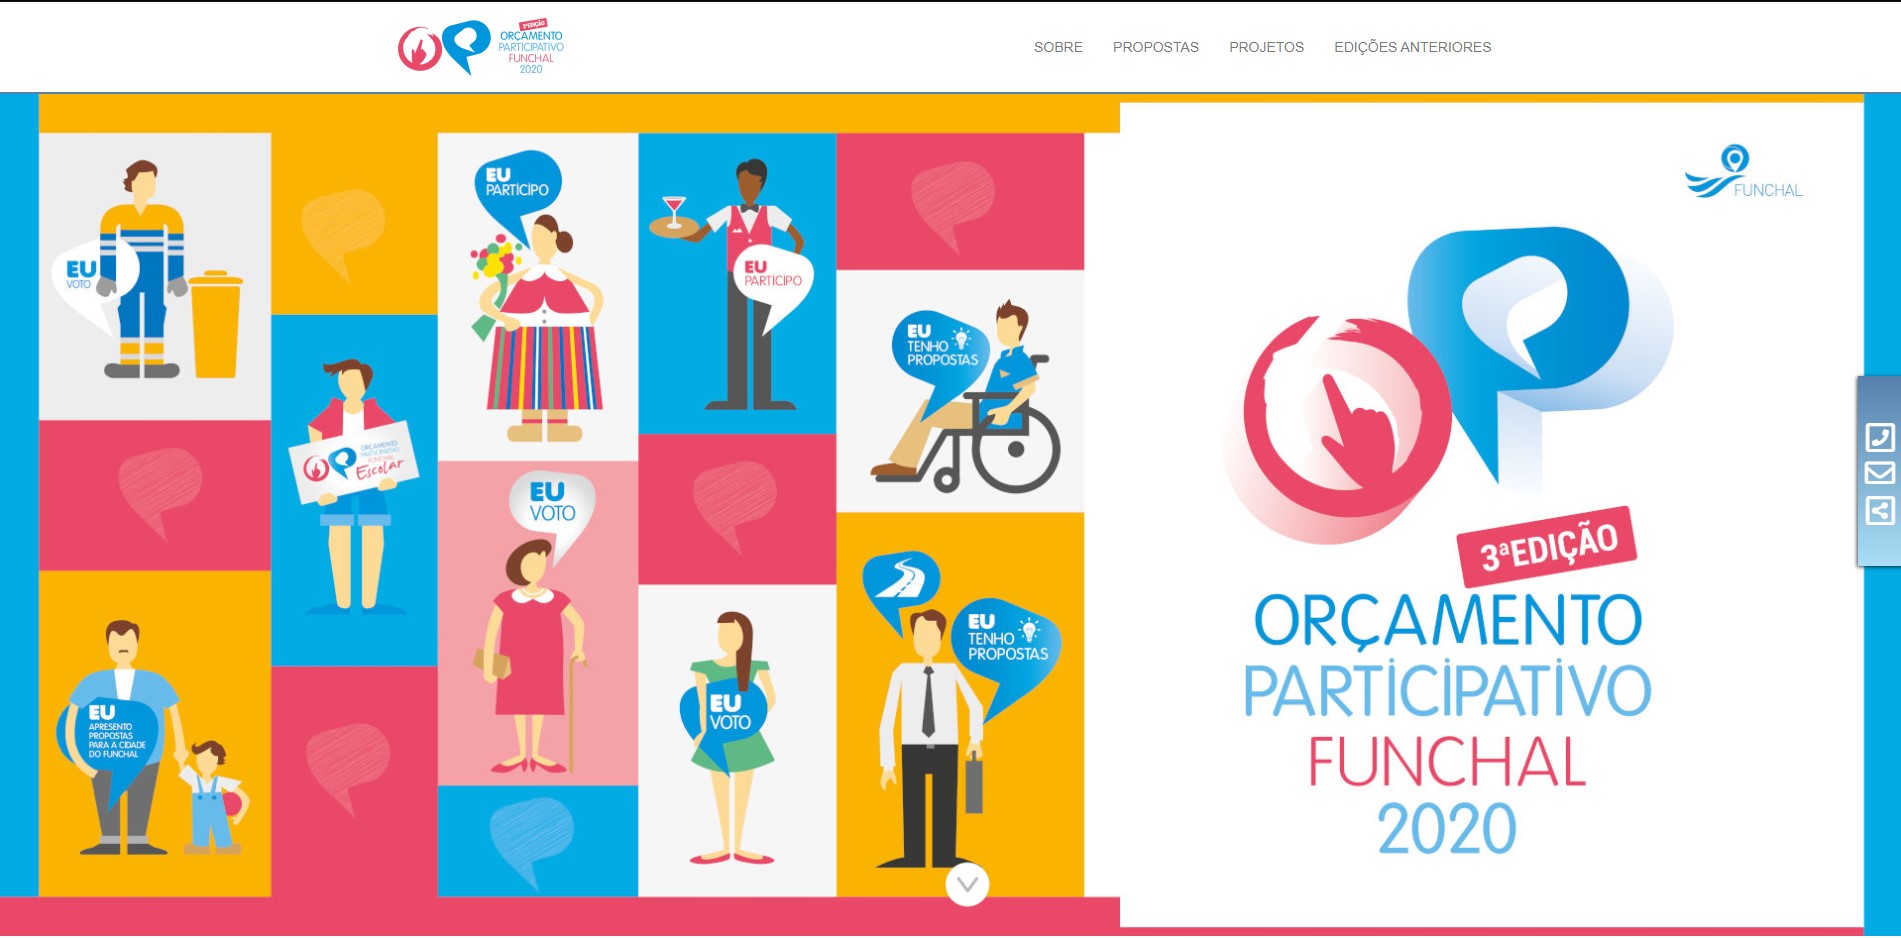 3ª EDIÇÃO
ORÇAMENTO
PARTICIPATIVO
FUNCHAL
2020
SOBRE
PROPOSTAS
PROJETOS
EDIÇÕES ANTERIORES
EU
VOTO
EU
PARTICIPO
EU
PARTICIPO
EU
TENHO
PROPOSTAS
ORÇAMENTO
PARTICIPATIVO
FUNCHAL
Escolar
EU
VOTO
EU
APRESENTO
PROPOSTAS
PARA A CIDADE
DO FUNCHAL
EU
VOTO
EU
TENHO
PROPOSTAS
FUNCHAL
3ª EDIÇÃO
ORÇAMENTO
PARTICIPATIVO
FUNCHAL
2020